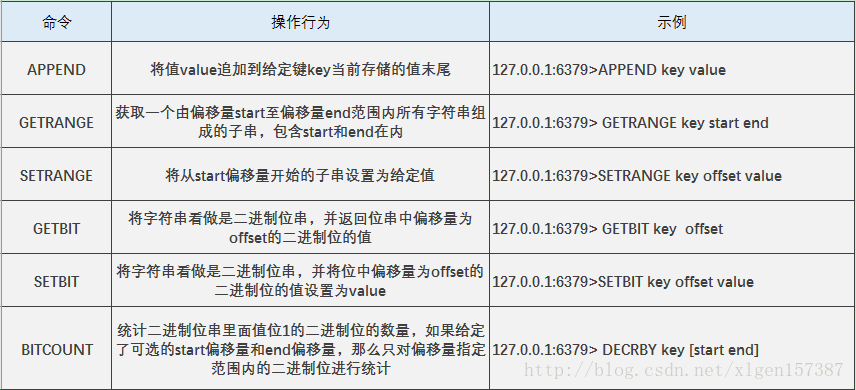 命令 操作行为 示例
APPEND 将值value追加到给定键key当前存储的值末尾 127.0.0.1:6379>APPEND key value
获取一个由偏移量start至偏移量end范围内所有字符串组
GETRANGE 127.0.0.1:6379> GETRANGE key start end
成的子串，包含start和end在内
SETRANGE 将从start偏移量开始的子串设置为给定值 127.0.0.1:6379>SETRANGE key offset value
将字符串看做是二进制位串，并返回位串中偏移量为
GETBIT 127.0.0.1:6379> GETBIT key  offset
offset的二进制位的值
将字符串看做是二进制位串，并将位中偏移量为offset的
SETBIT 127.0.0.1:6379>SETBIT key offset value
二进制位的值设置为value
统计二进制位串里面值位1的二进制位的数量，如果给定
BITCOUNT 了可选的start偏移量和end偏移量，那么只对偏移量指定 127.0.0.1:6379> DECRBY key [start end]
范围内的二进制位进行统计
http://blog.csdn.net/xlgen157387